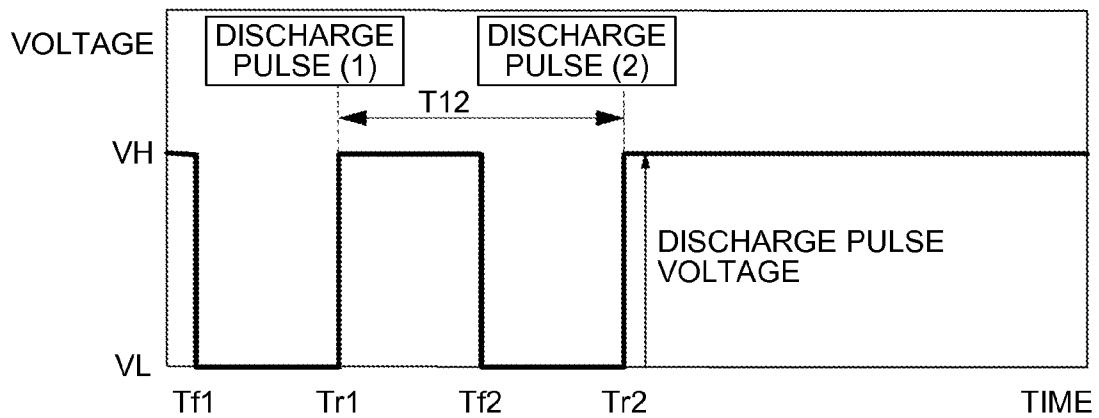 VOLTAGE
DISCHARGE
PULSE (1)
DISCHARGE
PULSE (2)
T12
VH
DISCHARGE PULSE
VOLTAGE
VL
Tf1 Tr1 Tf2 Tr2 TIME